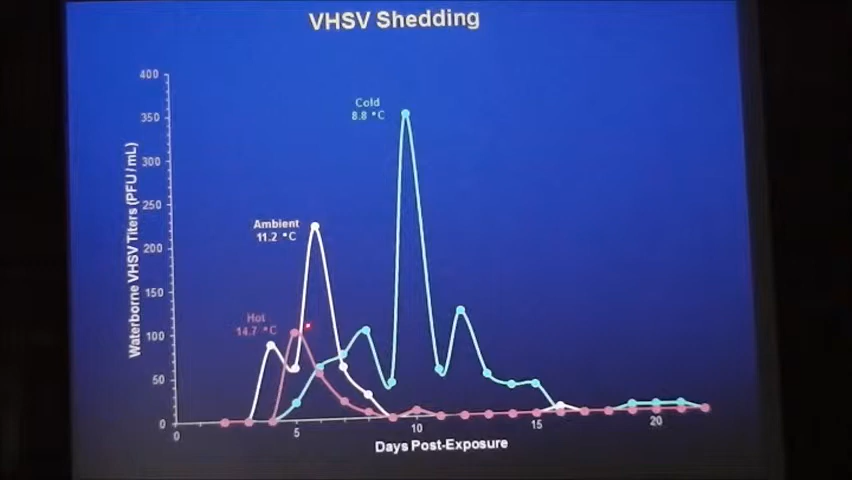 VHSV Shedding
400
350
300
250
200
150
100
50
0
Waterborne VHSV Titers (PFU / mL)
Cold
8.8 °C
Ambient
11.2 °C
Hot
14.7 °C
0
5
10
15
20
Days Post-Exposure